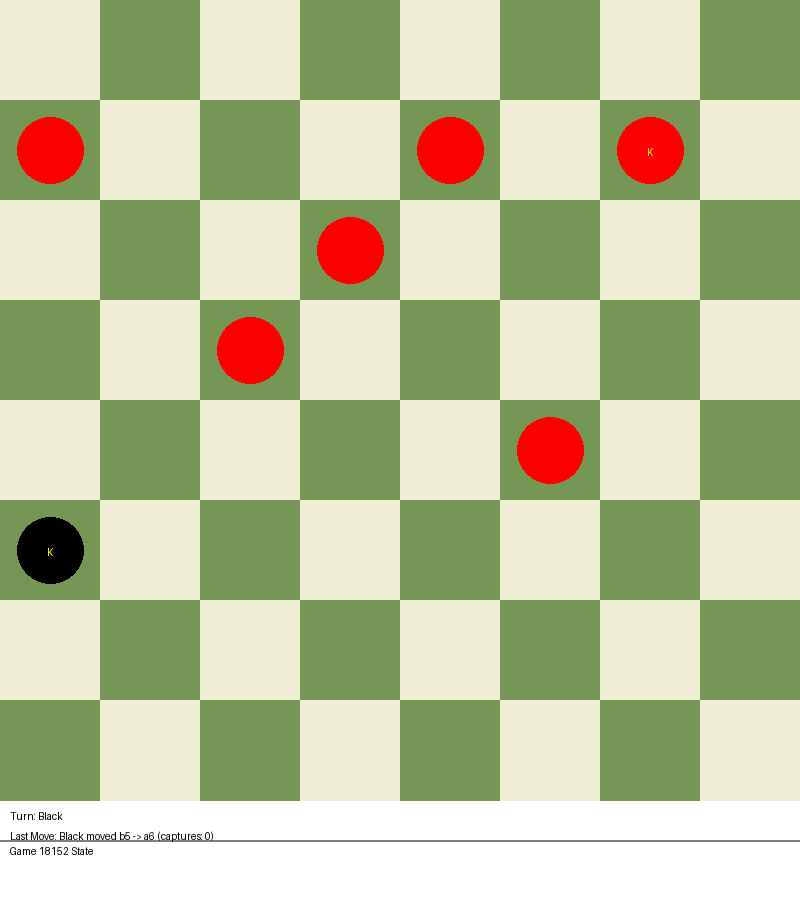 K
K
Turn: Black
Last Move: Black moved b5 -> a6 (captures: 0)
Game 18152 State